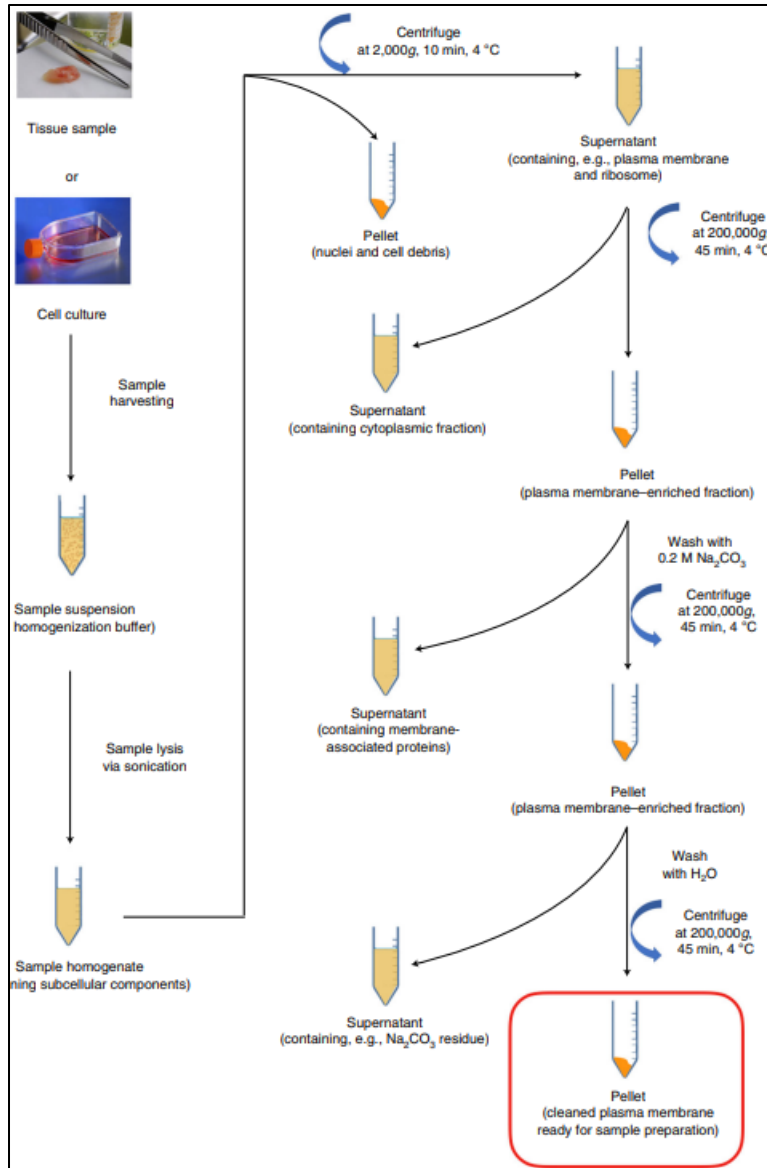 Tissue sample
or
Cell culture
Sample
harvesting
Sample suspension
homogenization buffer)
Sample lysis
via sonication
Sample homogenate
ning subcellular components)
Centrifuge
at 2,000g, 10 min, 4 °C
Pellet
(nuclei and cell debris)
Supernatant
(containing, e.g., plasma membrane
and ribosome)
Centrifuge
at 200,000g,
45 min, 4 °C
Supernatant
(containing cytoplasmic fraction)
Pellet
(plasma membrane–enriched fraction)
Wash with
0.2 M Na₂CO₃
Centrifuge
at 200,000g,
45 min, 4 °C
Supernatant
(containing membrane-
associated proteins)
Pellet
(plasma membrane–enriched fraction)
Wash
with H₂O
Centrifuge
at 200,000g,
45 min, 4 °C
Supernatant
(containing, e.g., Na₂CO₃ residue)
Pellet
(cleaned plasma membrane
ready for sample preparation)